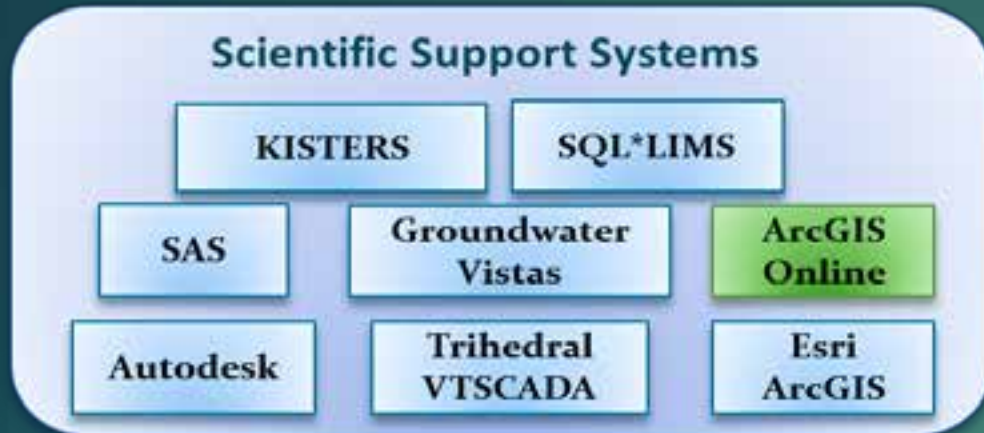 Scientific Support Systems
KISTERS
SQL*LIMS
SAS
Groundwater
Vistas
ArcGIS
Online
Autodesk
Trihedral
VTSCADA
Esri
ArcGIS